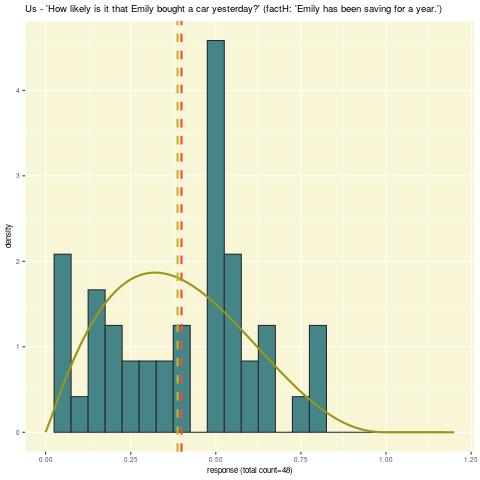 Us - 'How likely is it that Emily bought a car yesterday?' (factH: 'Emily has been saving for a year.')
4
3
2
1
0
density
0.00 0.25 0.50 0.75 1.00 1.25
response (total count=48)